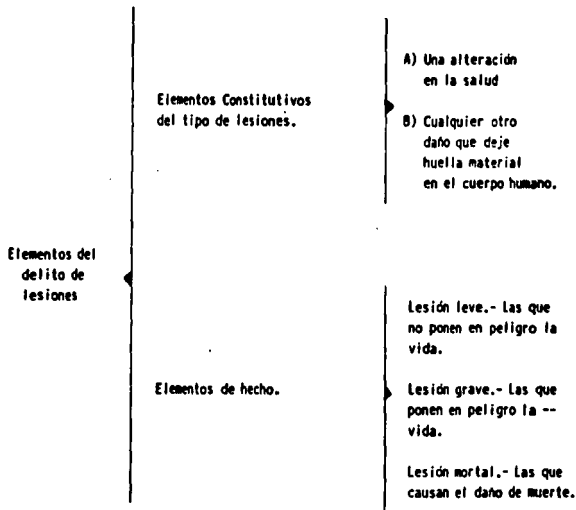 Elementos del
delito de
lesiones
Elementos Constitutivos
del tipo de lesiones.
A) Una alteración
en la salud
B) Cualquier otro
daño que deje
huella material
en el cuerpo humano.
Elementos de hecho.
Lesión leve.- Las que
no ponen en peligro la
vida.
Lesión grave.- Las que
ponen en peligro la --
vida.
Lesión mortal.- Las que
causan el daño de muerte.